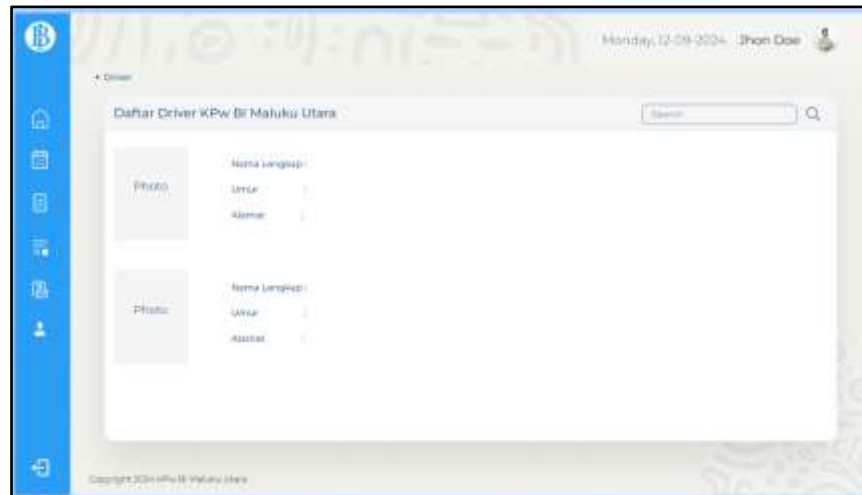 Monday, 12-09-2024 Jhon Doe
Driver
Daftar Driver KPw BI Maluku Utara
Search
Photo
Nama Lengkap :
Umur :
Alamat :
Photo
Nama Lengkap :
Umur :
Alamat :
Copyright 2024 KPw BI Maluku Utara